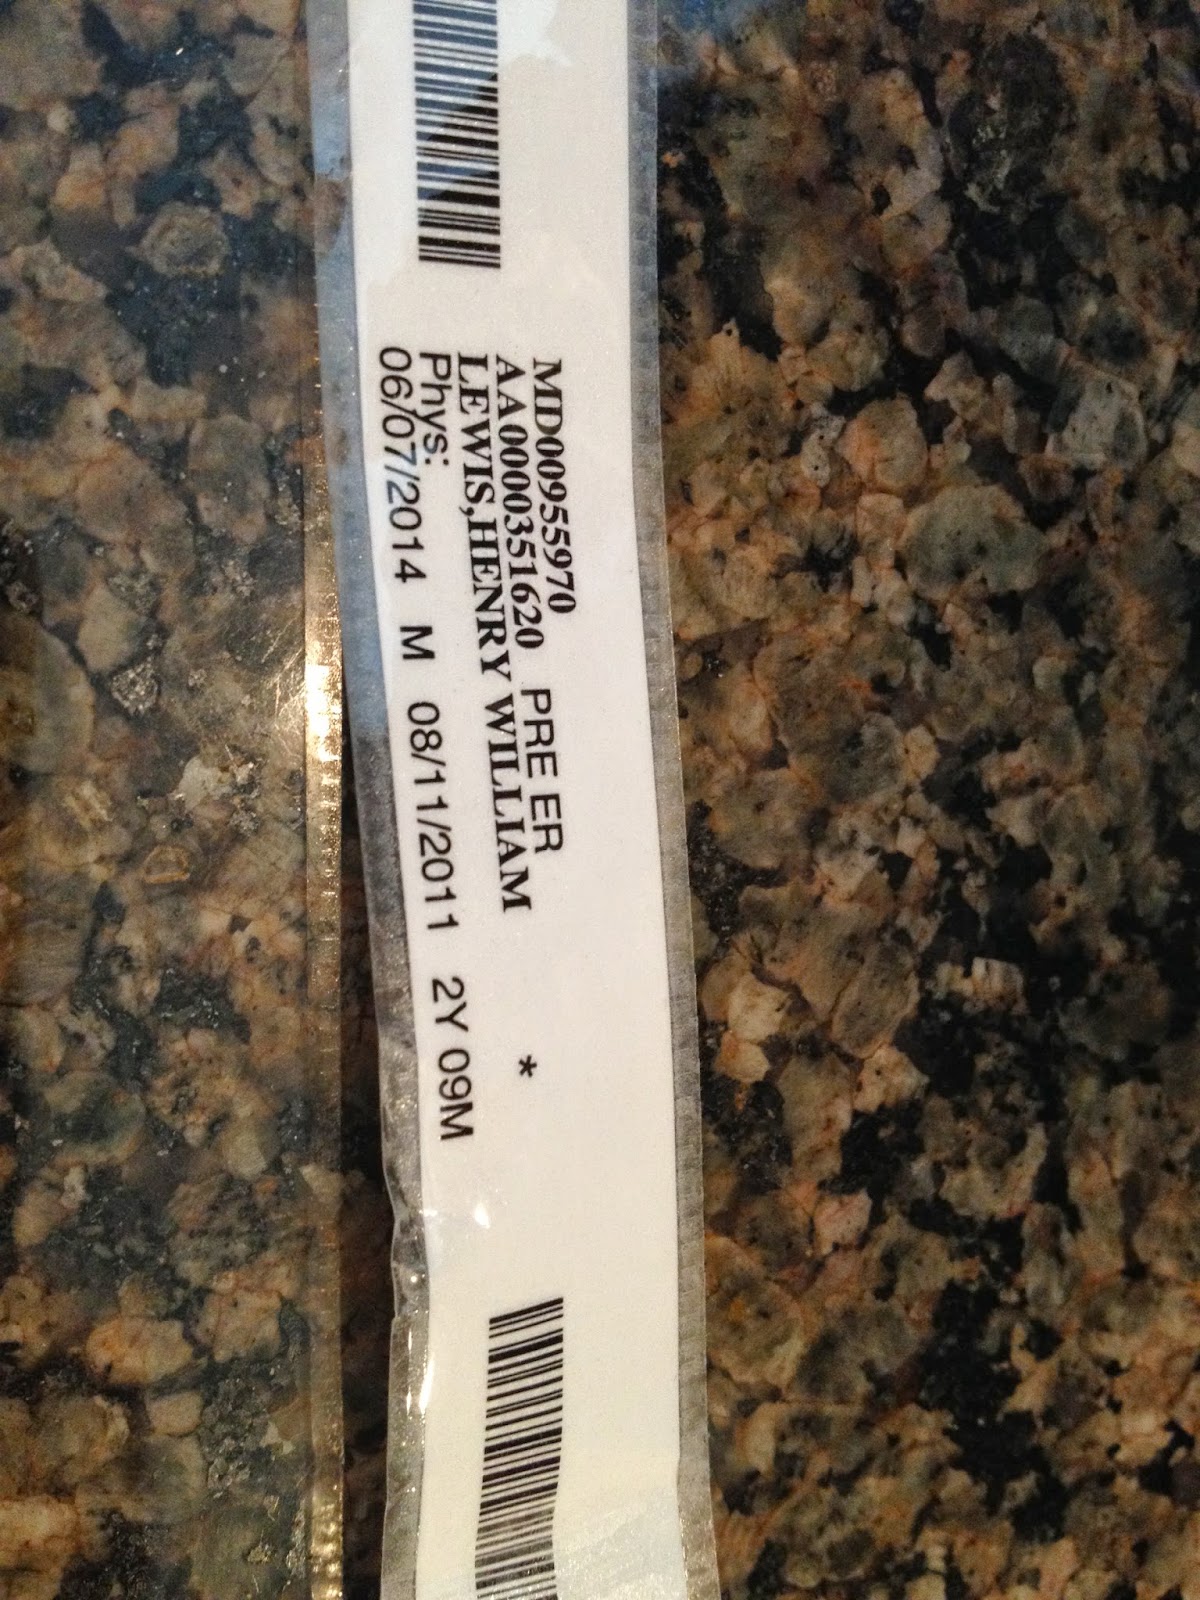 MD00955970
AA0000351620 PRE ER
LEWIS,HENRY WILLIAM *
Phys:
06/07/2014 M 08/11/2011 2Y 09M